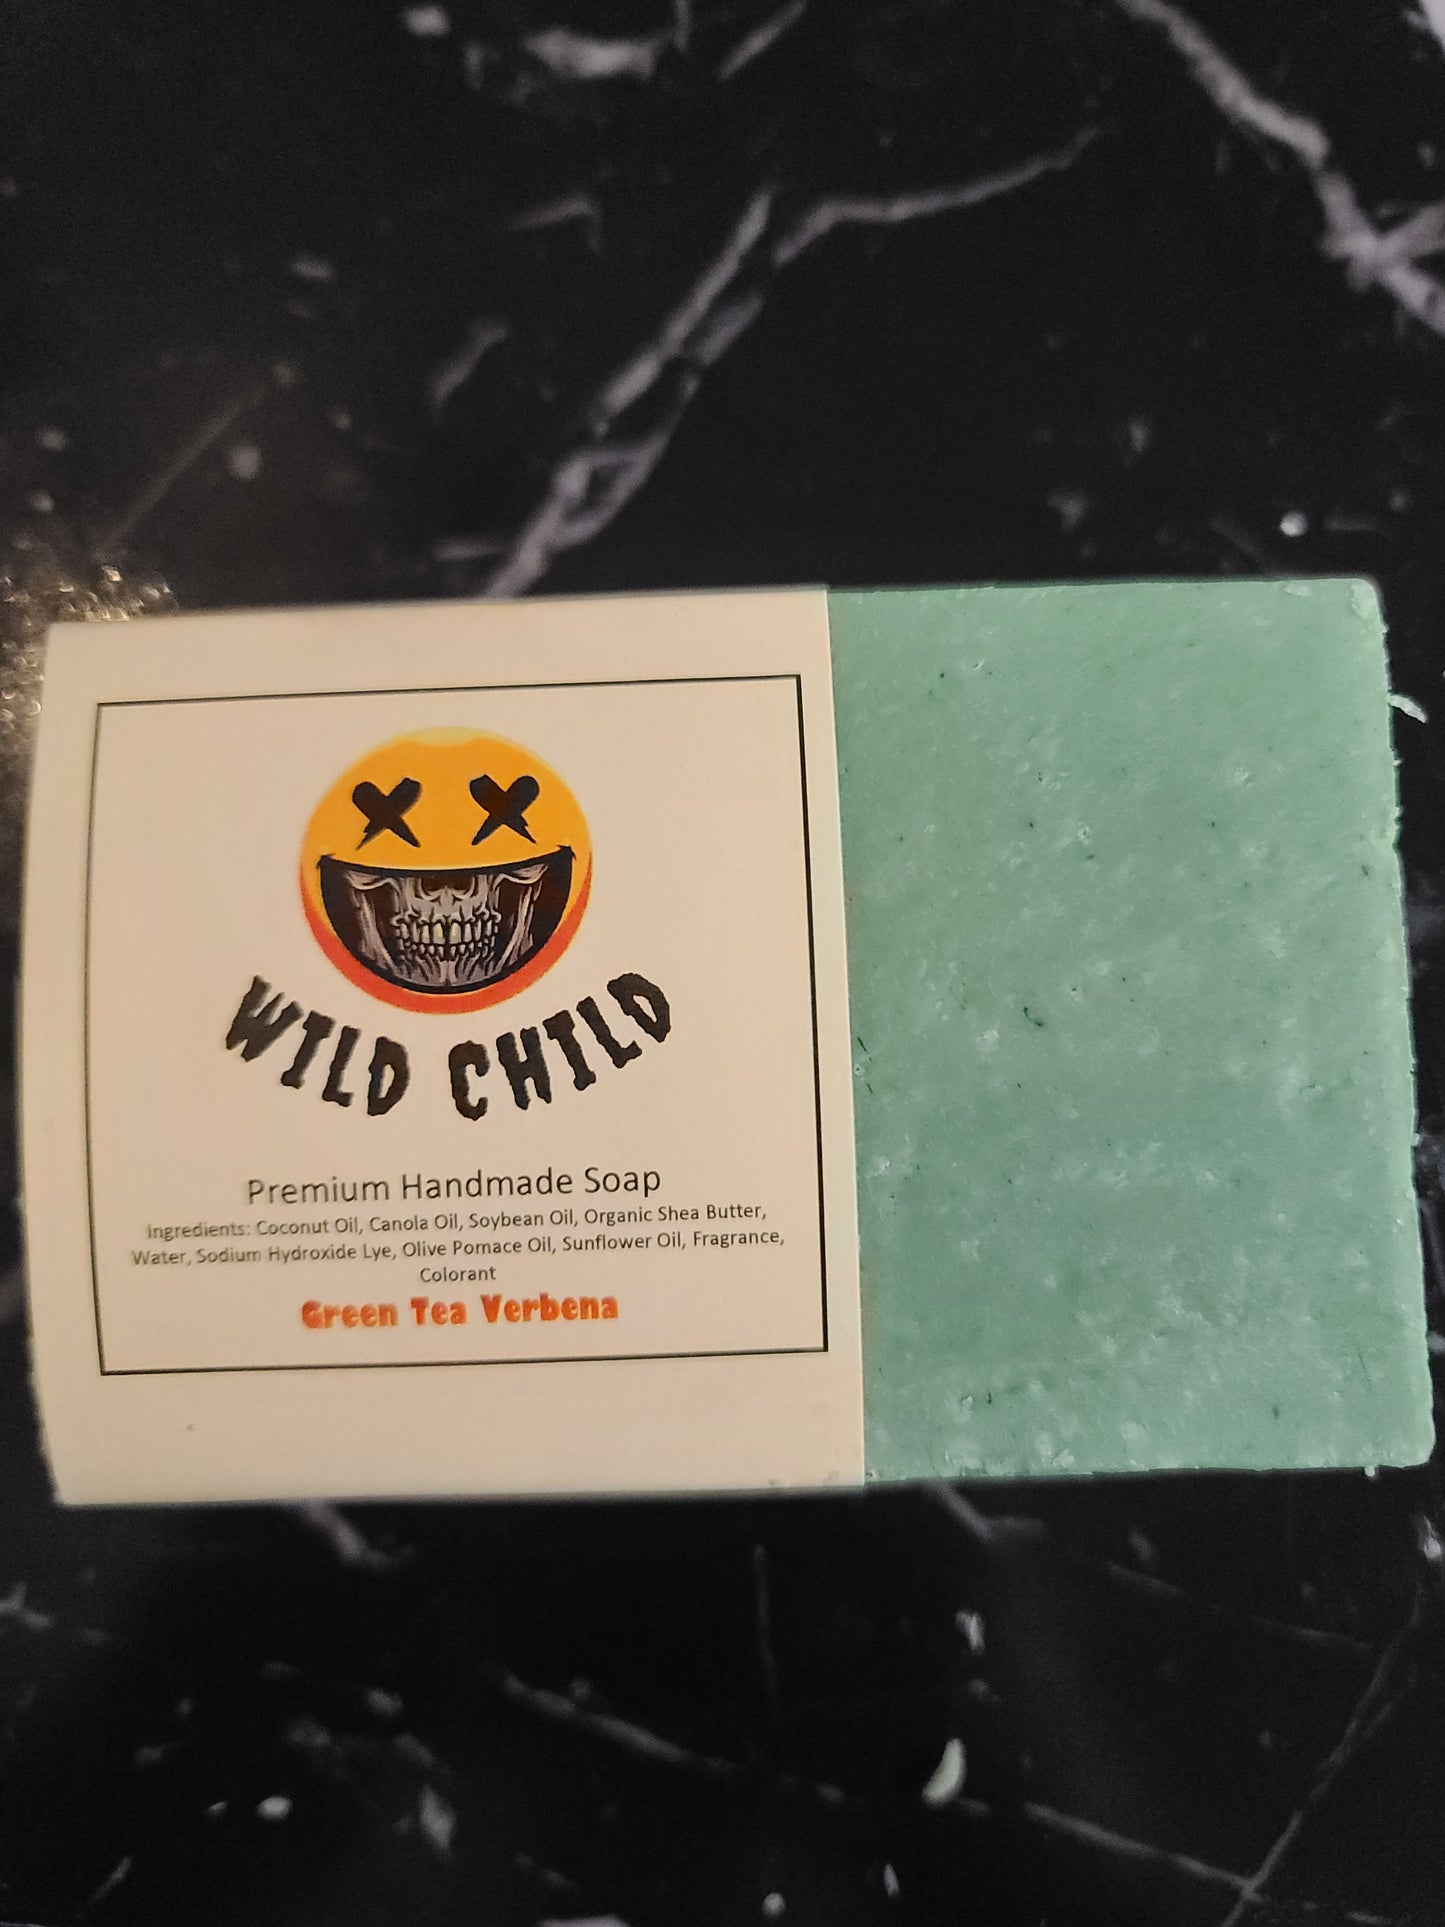 WILD CHILD
Premium Handmade Soap
Ingredients: Coconut Oil, Canola Oil, Soybean Oil, Organic Shea Butter,
Water, Sodium Hydroxide Lye, Olive Pomace Oil, Sunflower Oil, Fragrance,
Colorant
Green Tea Verbena